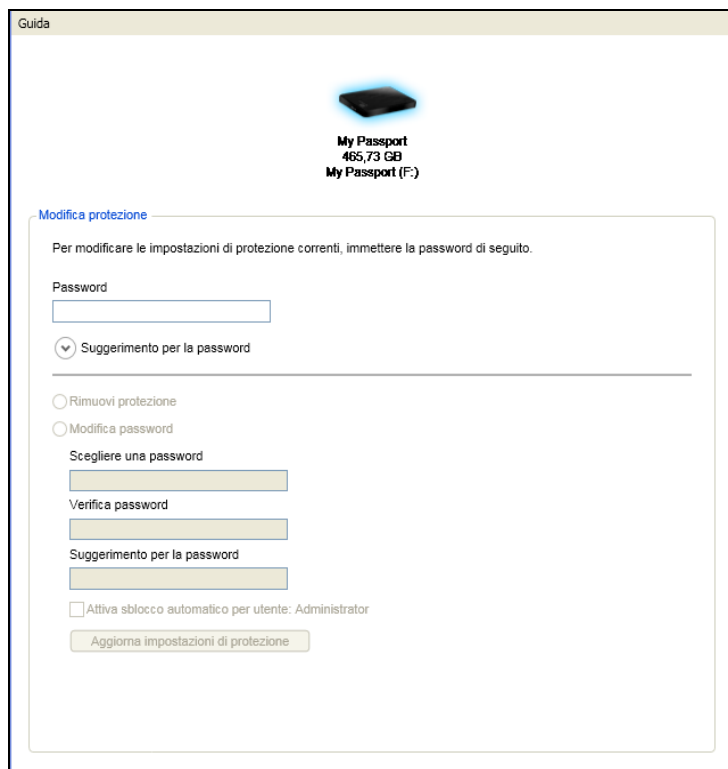 Guida
My Passport
465,73 GB
My Passport (F:)
Modifica protezione
Per modificare le impostazioni di protezione correnti, immettere la password di seguito.
Password
Suggerimento per la password
Rimuovi protezione
Modifica password
Scegliere una password
Verifica password
Suggerimento per la password
Attiva sblocco automatico per utente: Administrator
Aggiorna impostazioni di protezione